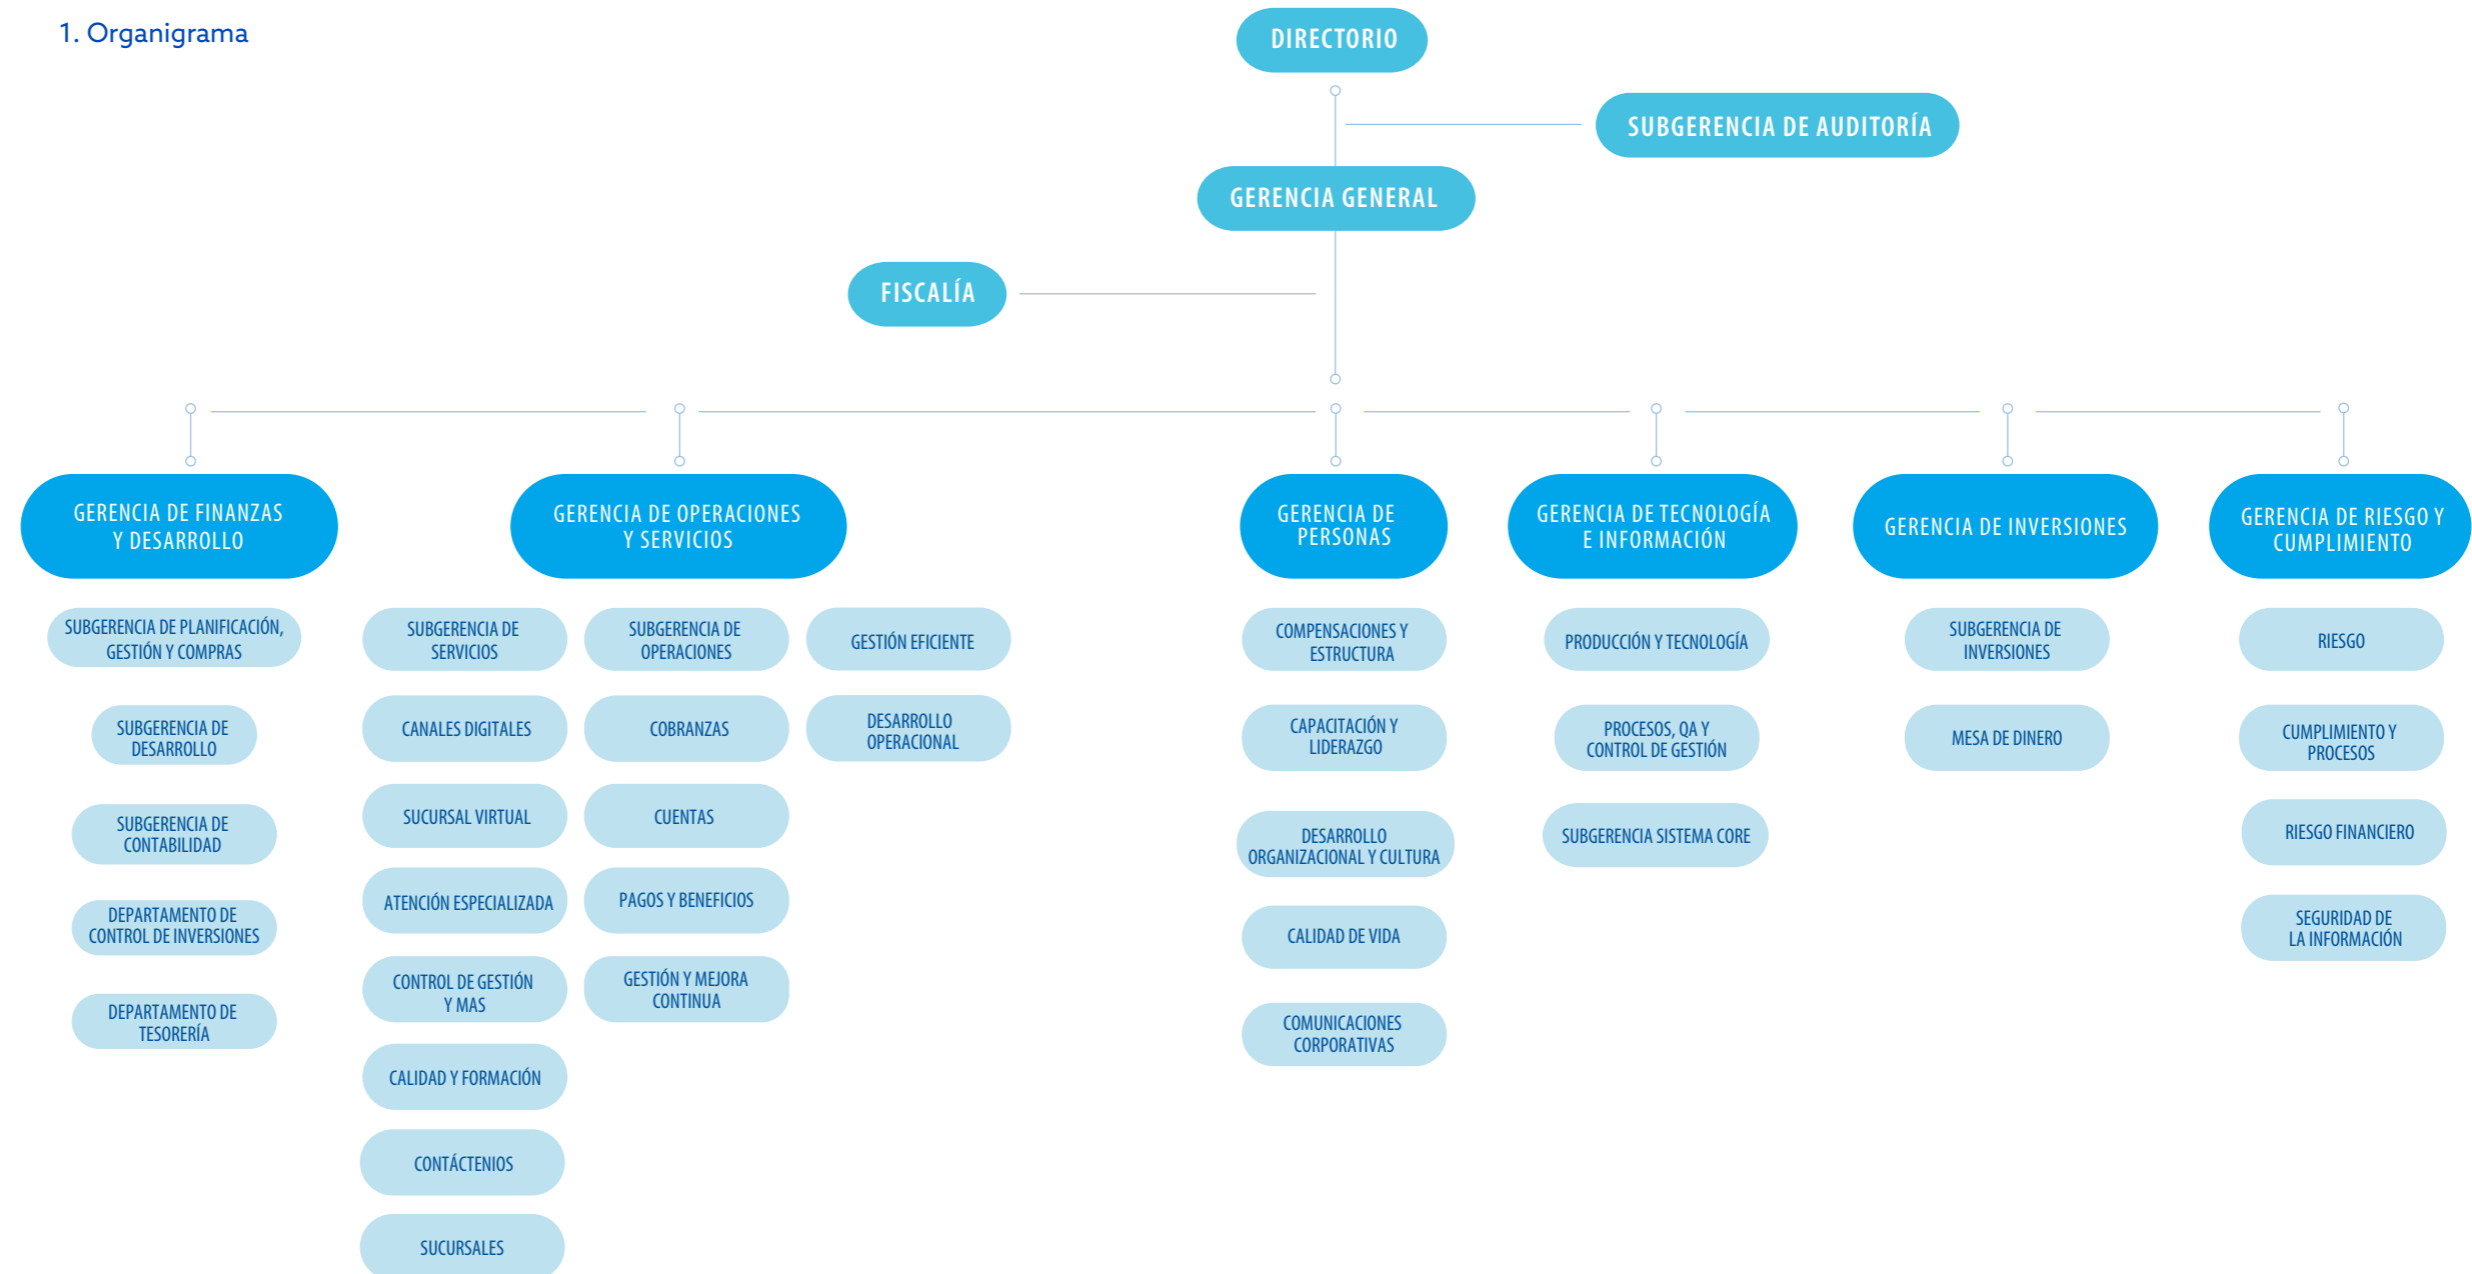 1. Organigrama
DIRECTORIO
SUBGERENCIA DE AUDITORÍA
GERENCIA GENERAL
FISCALÍA
GERENCIA DE FINANZAS
Y DESARROLLO
GERENCIA DE OPERACIONES
Y SERVICIOS
GERENCIA DE
PERSONAS
GERENCIA DE TECNOLOGÍA
E INFORMACIÓN
GERENCIA DE INVERSIONES
GERENCIA DE RIESGO Y
CUMPLIMIENTO
SUBGERENCIA DE PLANIFICACIÓN,
GESTIÓN Y COMPRAS
SUBGERENCIA DE
DESARROLLO
SUBGERENCIA DE
CONTABILIDAD
DEPARTAMENTO DE
CONTROL DE INVERSIONES
DEPARTAMENTO DE
TESORERÍA
SUBGERENCIA DE
SERVICIOS
CANALES DIGITALES
SUCURSAL VIRTUAL
ATENCIÓN ESPECIALIZADA
CONTROL DE GESTIÓN
Y MAS
CALIDAD Y FORMACIÓN
CONTÁCTENIOS
SUCURSALES
SUBGERENCIA DE
OPERACIONES
COBRANZAS
CUENTAS
PAGOS Y BENEFICIOS
GESTIÓN Y MEJORA
CONTINUA
GESTIÓN EFICIENTE
DESARROLLO
OPERACIONAL
COMPENSACIONES Y
ESTRUCTURA
CAPACITACIÓN Y
LIDERAZGO
DESARROLLO
ORGANIZACIONAL Y CULTURA
CALIDAD DE VIDA
COMUNICACIONES
CORPORATIVAS
PRODUCCIÓN Y TECNOLOGÍA
PROCESOS, QA Y
CONTROL DE GESTIÓN
SUBGERENCIA SISTEMA CORE
SUBGERENCIA DE
INVERSIONES
MESA DE DINERO
RIESGO
CUMPLIMIENTO Y
PROCESOS
RIESGO FINANCIERO
SEGURIDAD DE
LA INFORMACIÓN